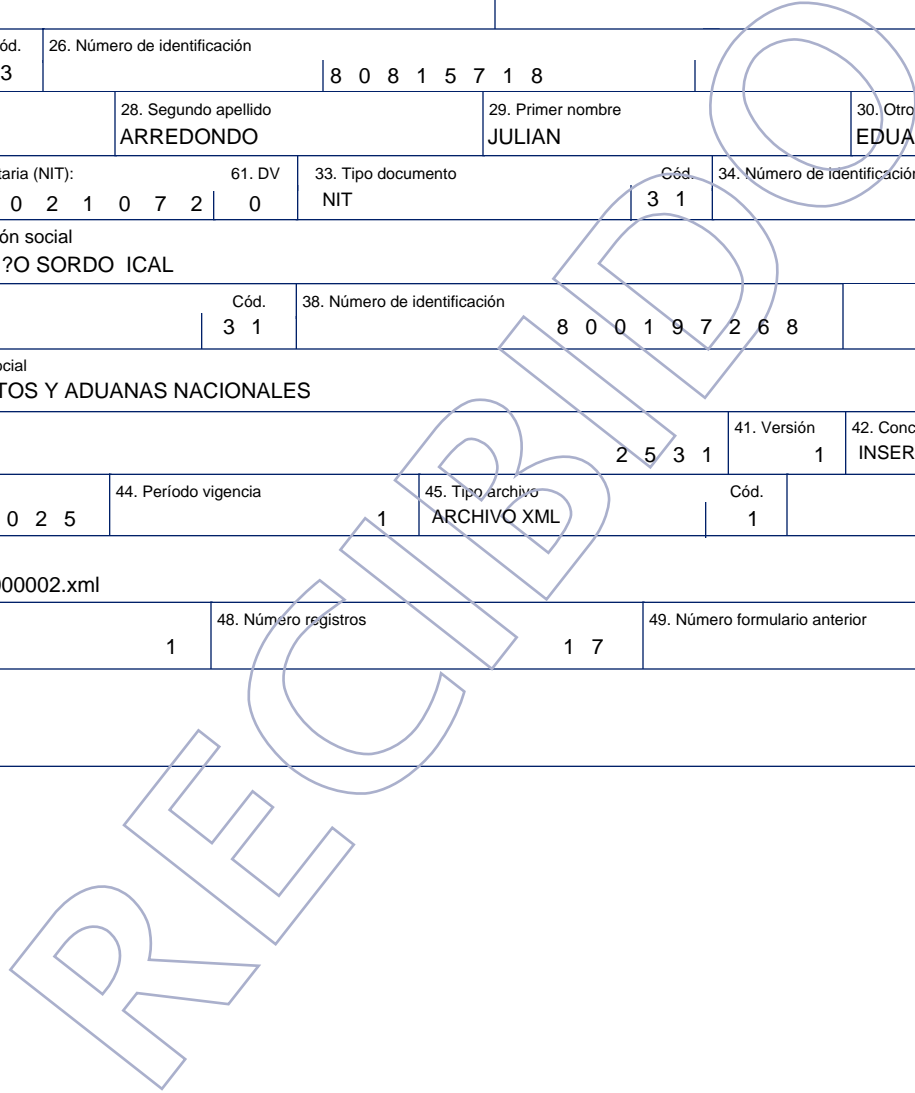 ód. 26. Número de identificación
3 8 0 8 1 5 7 1 8
28. Segundo apellido 29. Primer nombre 30. Otro
ARREDONDO JULIAN EDUA
taria (NIT): 61. DV 33. Tipo documento Cód. 34. Número de identificación
0 2 1 0 7 2 0 NIT 3 1
ón social
?O SORDO ICAL
Cód. 38. Número de identificación
3 1 8 0 0 1 9 7 2 6 8
ocial
TOS Y ADUANAS NACIONALES
41. Versión 42. Conc
2 5 3 1 1 INSER
44. Período vigencia 45. Tipo archivo Cód.
0 2 5 1 ARCHIVO XML 1
000002.xml
48. Número registros 49. Número formulario anterior
1 1 7
RECIBIDO